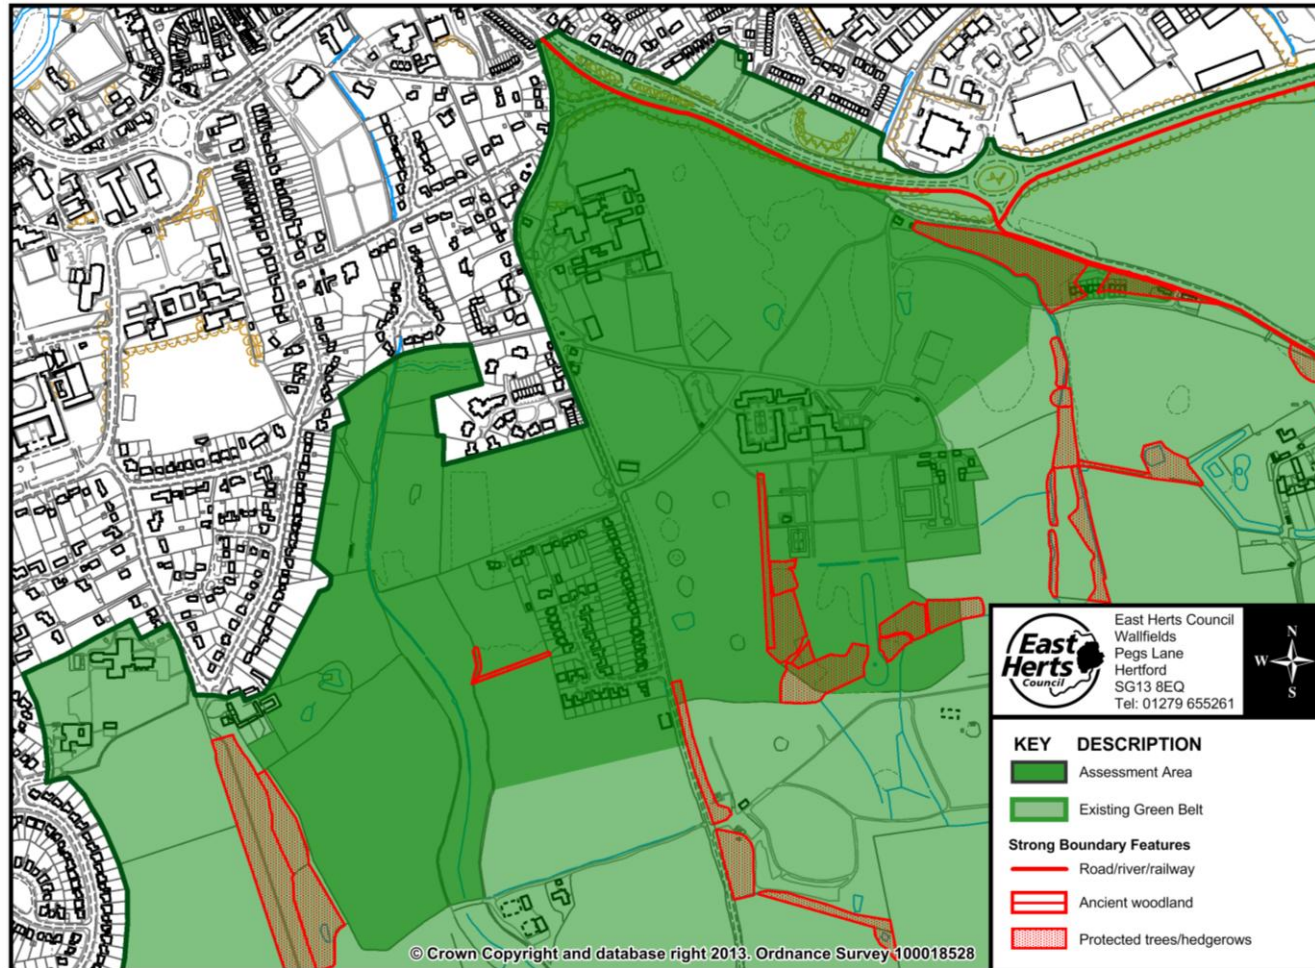 East
Herts
Council
East Herts Council
Wallfields
Pegs Lane
Hertford
SG13 8EQ
Tel: 01279 655261
N
W
E
S
KEY DESCRIPTION
Assessment Area
Existing Green Belt
Strong Boundary Features
Road/river/railway
Ancient woodland
Protected trees/hedgerows
© Crown Copyright and database right 2013. Ordnance Survey 100018528